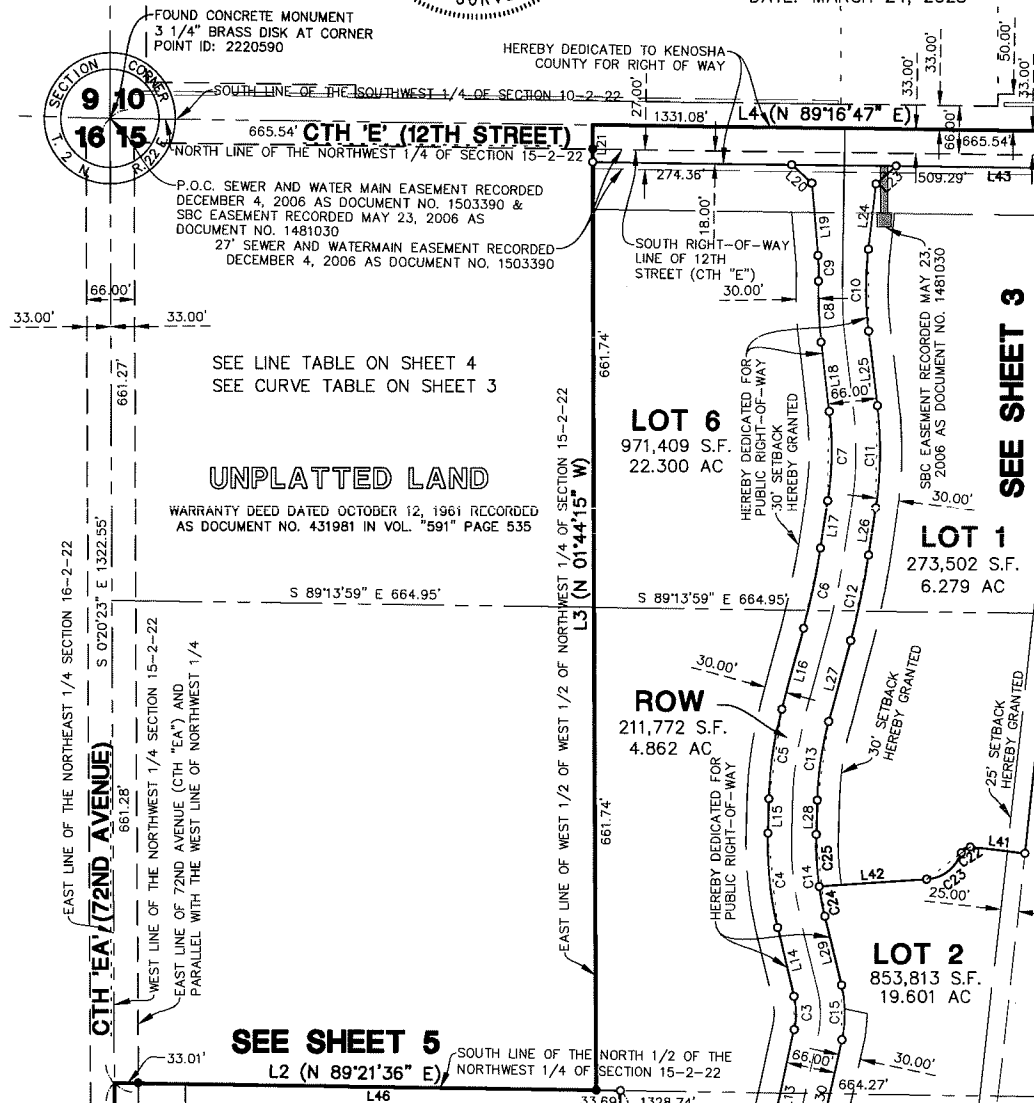 FOUND CONCRETE MONUMENT
3 1/4" BRASS DISK AT CORNER
POINT ID: 2220590
HEREBY DEDICATED TO KENOSHA
COUNTY FOR RIGHT OF WAY
27.00'
33.00'
33.00'
50.00'
33.00'
SECTION CORNER
9 10
16 15
T. 2 N. R.22 E.
SOUTH LINE OF THE SOUTHWEST 1/4 OF SECTION 10-2-22
1331.08'
L4 (N 89°16'47" E)
66.00'
665.54'
665.54'
CTH 'E' (12TH STREET)
L21
NORTH LINE OF THE NORTHWEST 1/4 OF SECTION 15-2-22
274.36'
L20
L23
509.29'
L43
P.O.C. SEWER AND WATER MAIN EASEMENT RECORDED
DECEMBER 4, 2006 AS DOCUMENT NO. 1503390 &
SBC EASEMENT RECORDED MAY 23, 2006 AS
DOCUMENT NO. 1481030
27' SEWER AND WATERMAIN EASEMENT RECORDED
DECEMBER 4, 2006 AS DOCUMENT NO. 1503390
18.00'
SOUTH RIGHT-OF-WAY
LINE OF 12TH
STREET (CTH "E")
L19
L24
C9
C10
C8
30.00'
66.00'
33.00'
33.00'
661.27'
SEE LINE TABLE ON SHEET 4
SEE CURVE TABLE ON SHEET 3
661.74'
HEREBY DEDICATED FOR
PUBLIC RIGHT-OF-WAY
30' SETBACK
HEREBY GRANTED
L18
L25
66.00'
SBC EASEMENT RECORDED MAY 23,
2006 AS DOCUMENT NO. 1481030
SEE SHEET 3
LOT 6
971,409 S.F.
22.300 AC
UNPLATTED LAND
WARRANTY DEED DATED OCTOBER 12, 1961 RECORDED
AS DOCUMENT NO. 431981 IN VOL. "591" PAGE 535
C7
C11
30.00'
L17
L26
LOT 1
273,502 S.F.
6.279 AC
S 0°20'23" E 1322.55'
S 89°13'59" E 664.95'
L3 (N 01°44'15" W)
S 89°13'59" E 664.95'
C6
C12
EAST LINE OF THE NORTHEAST 1/4 SECTION 16-2-22
WEST LINE OF THE NORTHWEST 1/4 SECTION 15-2-22
EAST LINE OF 72ND AVENUE (CTH "EA") AND
PARALLEL WITH THE WEST LINE OF NORTHWEST 1/4
EAST LINE OF WEST 1/2 OF WEST 1/2 OF NORTHWEST 1/4 OF SECTION 15-2-22
30.00'
L16
L27
ROW
211,772 S.F.
4.862 AC
30' SETBACK
HEREBY GRANTED
25' SETBACK
HEREBY GRANTED
C5
C13
CTH 'EA' (72ND AVENUE)
661.28'
661.74'
HEREBY DEDICATED FOR
PUBLIC RIGHT-OF-WAY
L15
L28
C25
C4
C14
C24
L42
C23
C22
L41
25.00'
L14
L29
LOT 2
853,813 S.F.
19.601 AC
C3
C15
SEE SHEET 5
33.01'
L2 (N 89°21'36" E)
L46
SOUTH LINE OF THE NORTH 1/2 OF THE
NORTHWEST 1/4 OF SECTION 15-2-22
66.00'
30.00'
664.27'
1328.74'